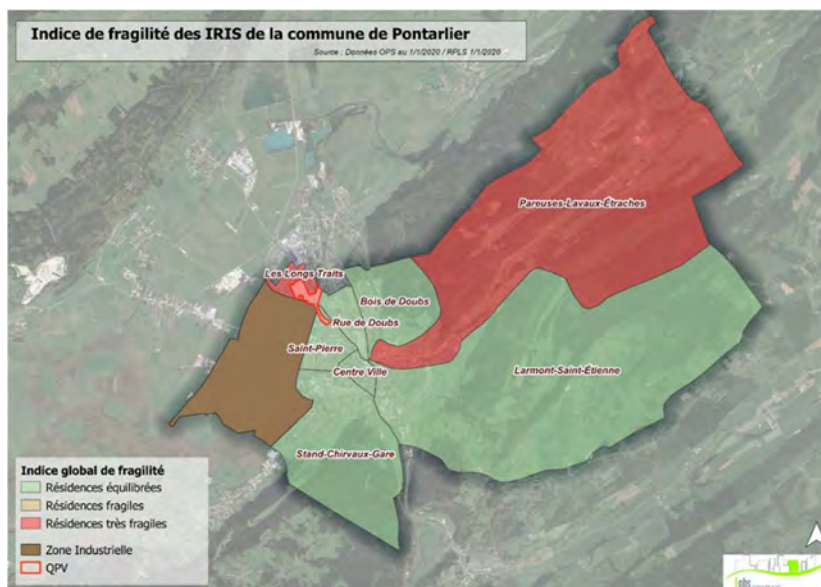 Indice de fragilité des IRIS de la commune de Pontarlier
Source : Données OPS au 1/1/2020 / RPLS 1/1/2020
Pareuses-Lavaux-Étraches
Les Longs Traits
Bois de Doubs
Rue de Doubs
Saint-Pierre
Centre Ville
Larmont-Saint-Étienne
Stand-Chirvaux-Gare
Indice global de fragilité
Résidences équilibrées
Résidences fragiles
Résidences très fragiles
Zone Industrielle
QPV